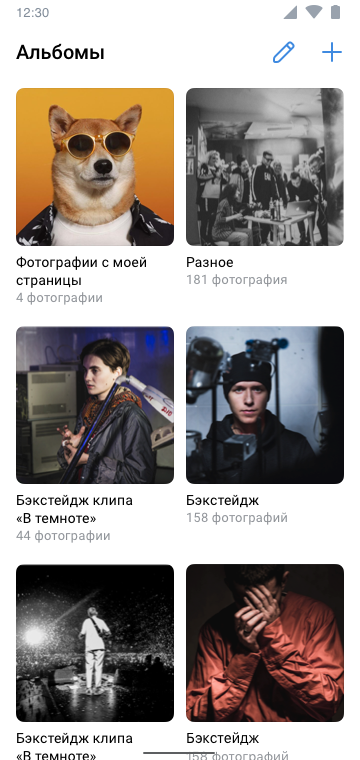 12:30
Альбомы
Фотографии с моей
страницы
4 фотографии
Разное
181 фотография
Бэкстейдж клипа
«В темноте»
44 фотографии
Бэкстейдж
158 фотографий
Бэкстейдж клипа
«В темноте»
Бэкстейдж
158 фотографий